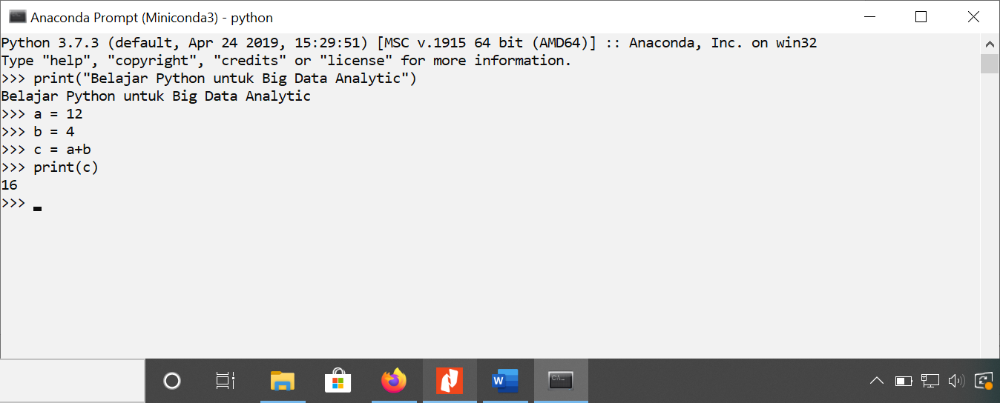 Anaconda Prompt (Miniconda3) - python
Python 3.7.3 (default, Apr 24 2019, 15:29:51) [MSC v.1915 64 bit (AMD64)] :: Anaconda, Inc. on win32
Type "help", "copyright", "credits" or "license" for more information.
>>> print("Belajar Python untuk Big Data Analytic")
Belajar Python untuk Big Data Analytic
>>> a = 12
>>> b = 4
>>> c = a+b
>>> print(c)
16
>>>